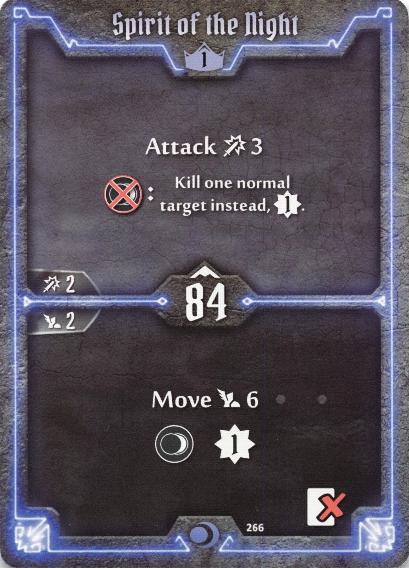 Spirit of the Night
1
Attack 3
: Kill one normal
target instead, 1.
2
84
2
Move 6
1
266